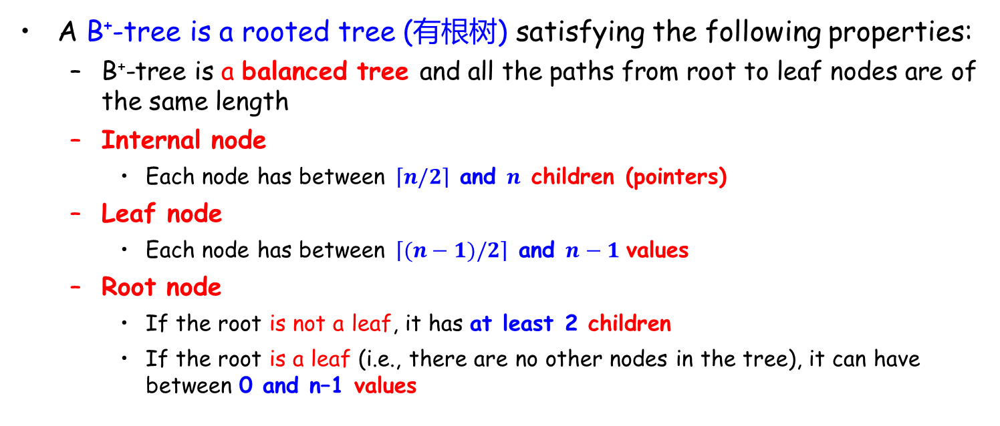 • A B⁺-tree is a rooted tree (有根树) satisfying the following properties:
– B⁺-tree is a balanced tree and all the paths from root to leaf nodes are of
the same length
– Internal node
• Each node has between ⌈n/2⌉ and n children (pointers)
– Leaf node
• Each node has between ⌈(n − 1)/2⌉ and n − 1 values
– Root node
• If the root is not a leaf, it has at least 2 children
• If the root is a leaf (i.e., there are no other nodes in the tree), it can have
between 0 and n–1 values